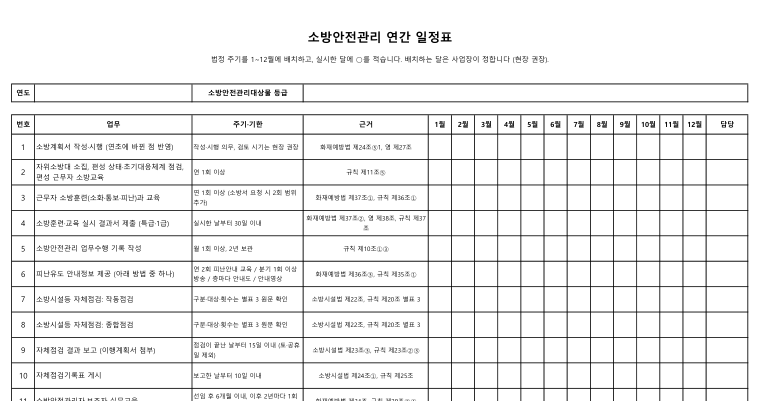 소방안전관리 연간 일정표
법정 주기를 1~12월에 배치하고, 실시한 달에 ○를 적습니다. 배치하는 달은 사업장이 정합니다 (현장 권장).
연도 소방안전관리대상물 등급
번호 업무 주기·기한 근거 1월 2월 3월 4월 5월 6월 7월 8월 9월 10월 11월 12월 담당
1 소방계획서 작성·시행 (연초에 바뀐 점 반영) 작성·시행 의무, 검토 시기는 현장 권장 화재예방법 제24조⑤1, 영 제27조
2 자위소방대 소집, 편성 상태·초기대응체계 점검, 편성 근무자 소방교육 연 1회 이상 규칙 제11조⑤
3 근무자 소방훈련(소화·통보·피난)과 교육 연 1회 이상 (소방서 요청 시 2회 범위 추가) 화재예방법 제37조①, 규칙 제36조①
4 소방훈련·교육 실시 결과서 제출 (특급·1급) 실시한 날부터 30일 이내 화재예방법 제37조②, 영 제38조, 규칙 제37조
5 소방안전관리 업무수행 기록 작성 월 1회 이상, 2년 보관 규칙 제10조①③
6 피난유도 안내정보 제공 (아래 방법 중 하나) 연 2회 피난안내 교육 / 분기 1회 이상 방송 / 층마다 안내도 / 안내영상 화재예방법 제36조③, 규칙 제35조①
7 소방시설등 자체점검: 작동점검 구분·대상·횟수는 별표 3 원문 확인 소방시설법 제22조, 규칙 제20조 별표 3
8 소방시설등 자체점검: 종합점검 구분·대상·횟수는 별표 3 원문 확인 소방시설법 제22조, 규칙 제20조 별표 3
9 자체점검 결과 보고 (이행계획서 첨부) 점검이 끝난 날부터 15일 이내 (토·공휴일 제외) 소방시설법 제23조③, 규칙 제23조②③
10 자체점검기록표 게시 보고한 날부터 10일 이내 소방시설법 제24조①, 규칙 제25조
선임 후 6개월 이내, 이후 2년마다 1회